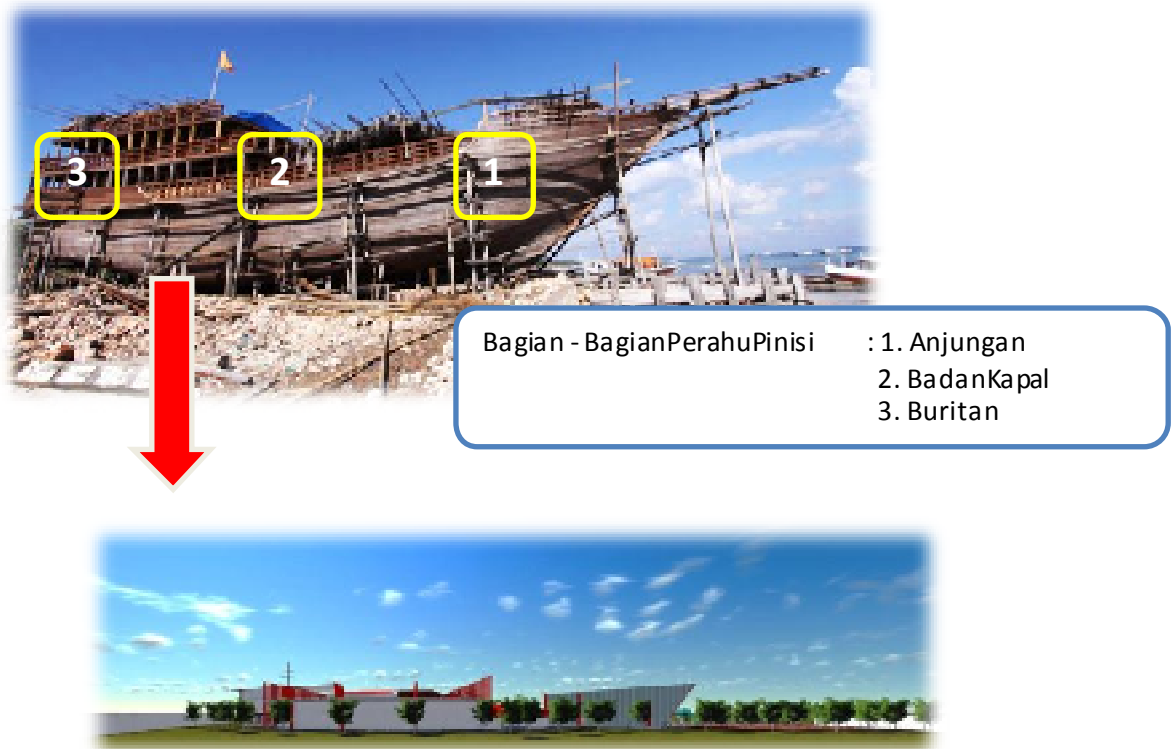 3
2
1
Bagian - BagianPerahuPinisi : 1. Anjungan
2. BadanKapal
3. Buritan